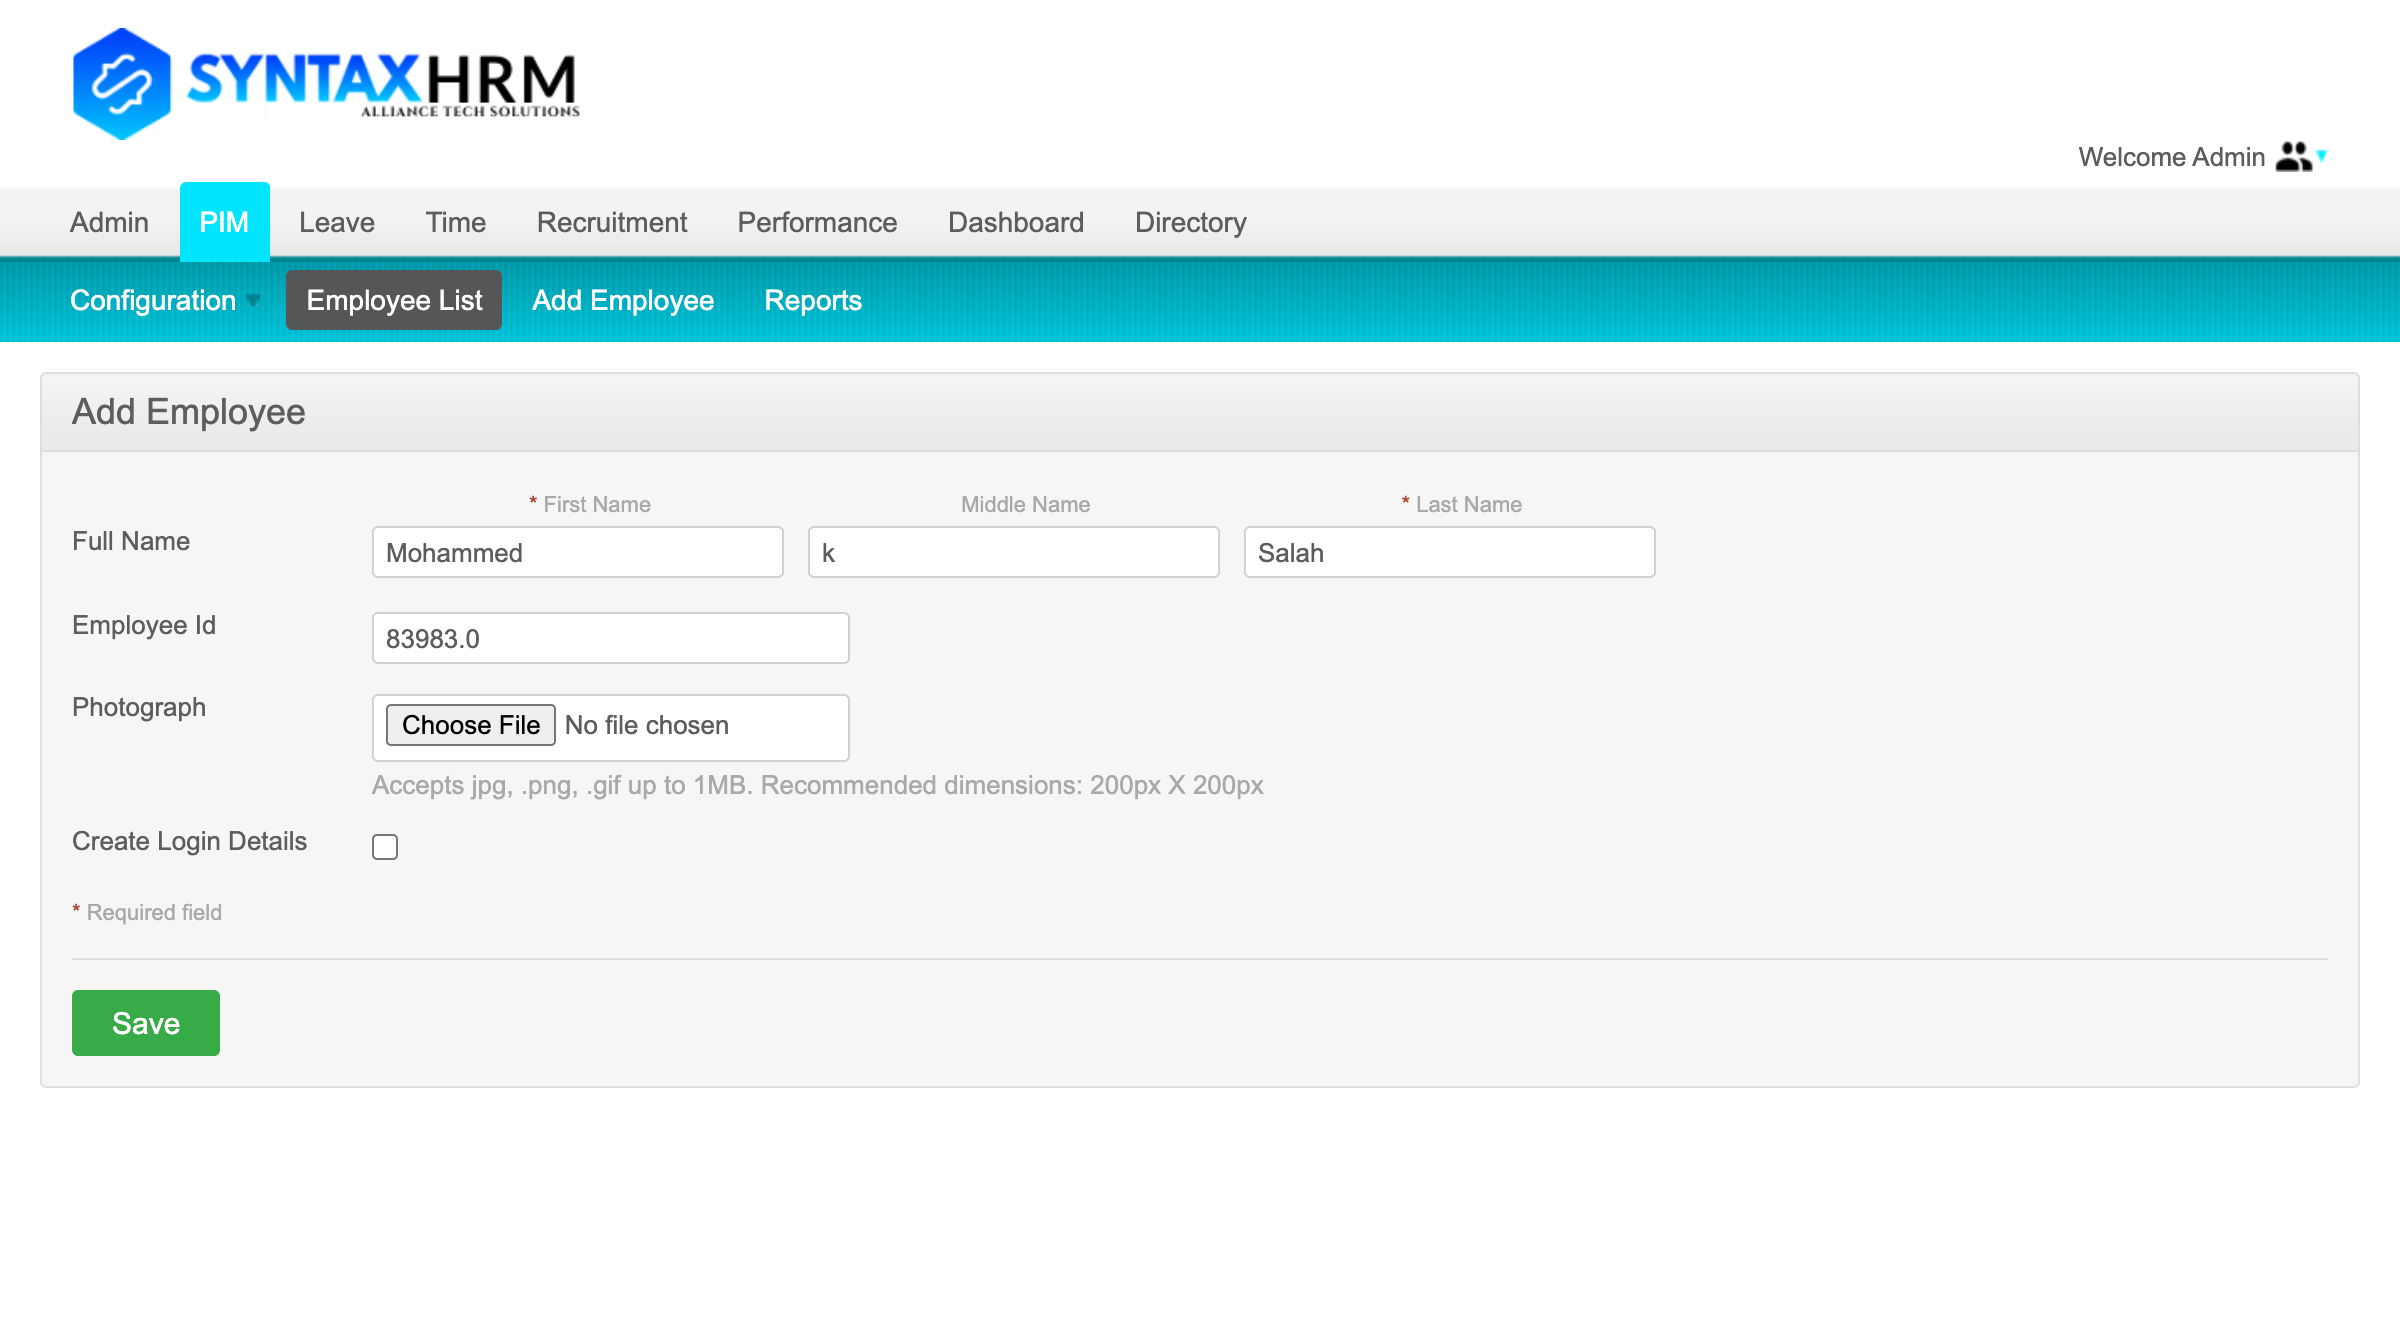 SYNTAXHRM
ALLIANCE TECH SOLUTIONS
Welcome Admin
Admin PIM Leave Time Recruitment Performance Dashboard Directory
Configuration Employee List Add Employee Reports
Add Employee
* First Name Middle Name * Last Name
Full Name Mohammed k Salah
Employee Id 83983.0
Photograph Choose File No file chosen
Accepts jpg, .png, .gif up to 1MB. Recommended dimensions: 200px X 200px
Create Login Details
* Required field
Save